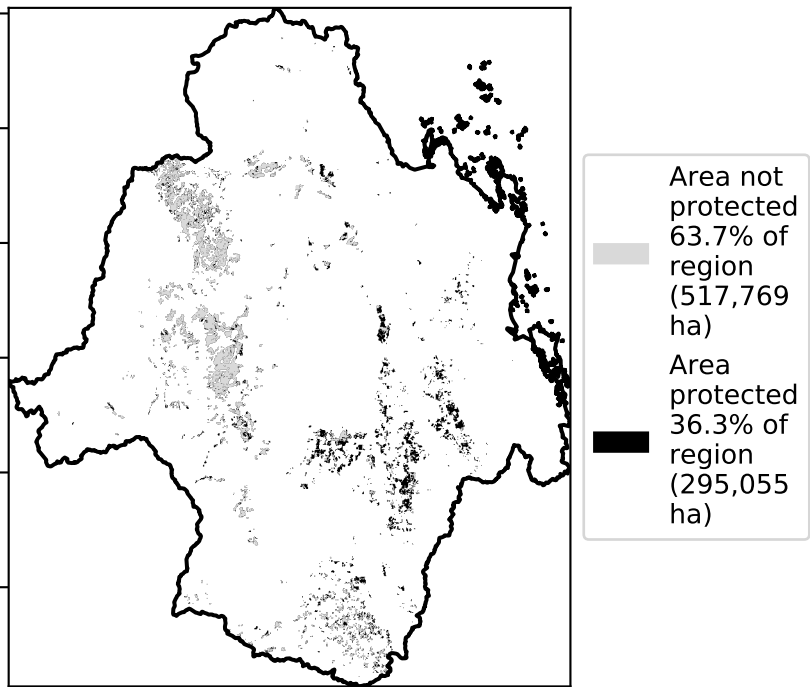 Area not
protected
63.7% of
region
(517,769
ha)
Area
protected
36.3% of
region
(295,055
ha)